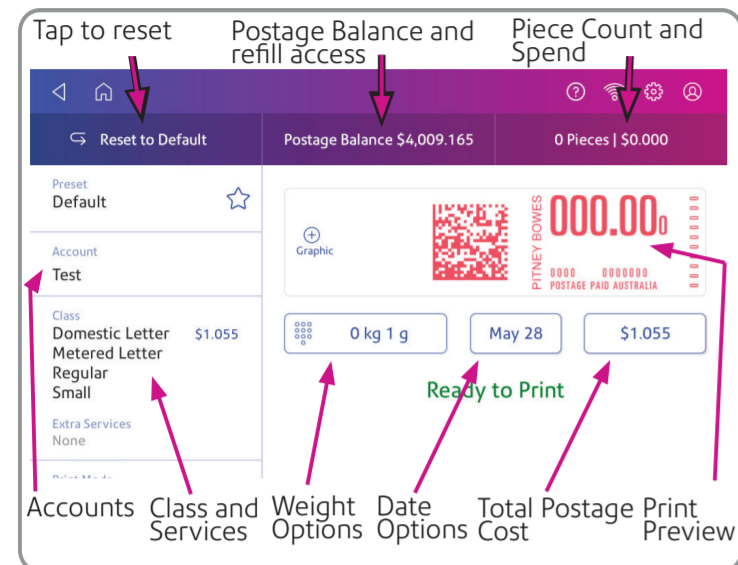 Tap to reset
Postage Balance and
refill access
Piece Count and
Spend
Reset to Default
Postage Balance $4,009.165
0 Pieces | $0.000
Preset
Default
Account
Test
Class
Domestic Letter $1.055
Metered Letter
Regular
Small
Extra Services
None
Graphic
PITNEY BOWES
000.000
0000 0000000
POSTAGE PAID AUSTRALIA
0 kg 1 g
May 28
$1.055
Ready to Print
Accounts
Class and
Services
Weight
Options
Date
Options
Total Postage
Cost
Print
Preview